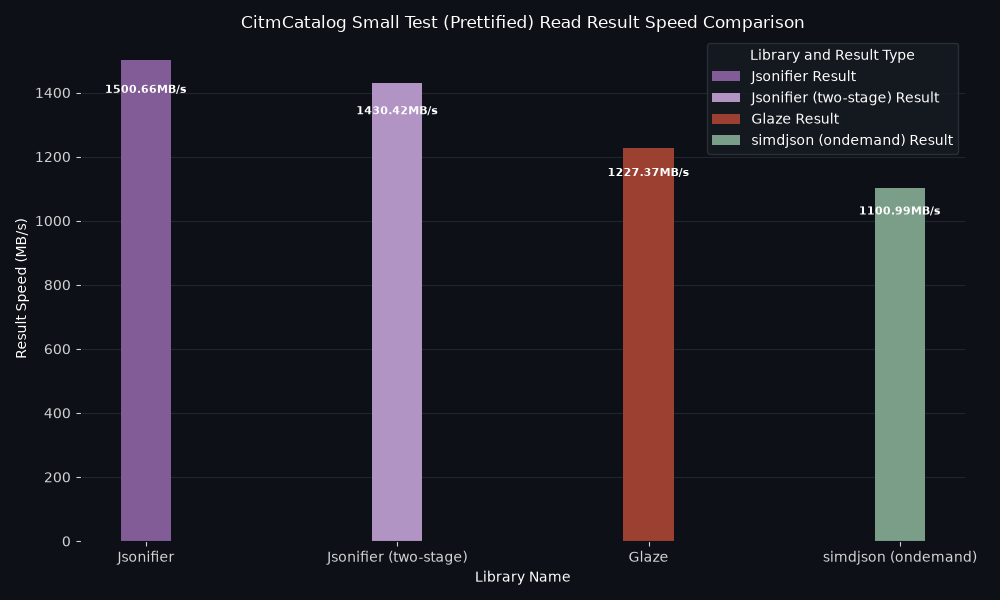 CitmCatalog Small Test (Prettified) Read Result Speed Comparison
Library and Result Type
Jsonifier Result
Jsonifier (two-stage) Result
Glaze Result
simdjson (ondemand) Result
1500.66MB/s
1430.42MB/s
1227.37MB/s
1100.99MB/s
Result Speed (MB/s)
1400
1200
1000
800
600
400
200
0
Jsonifier
Jsonifier (two-stage)
Glaze
simdjson (ondemand)
Library Name